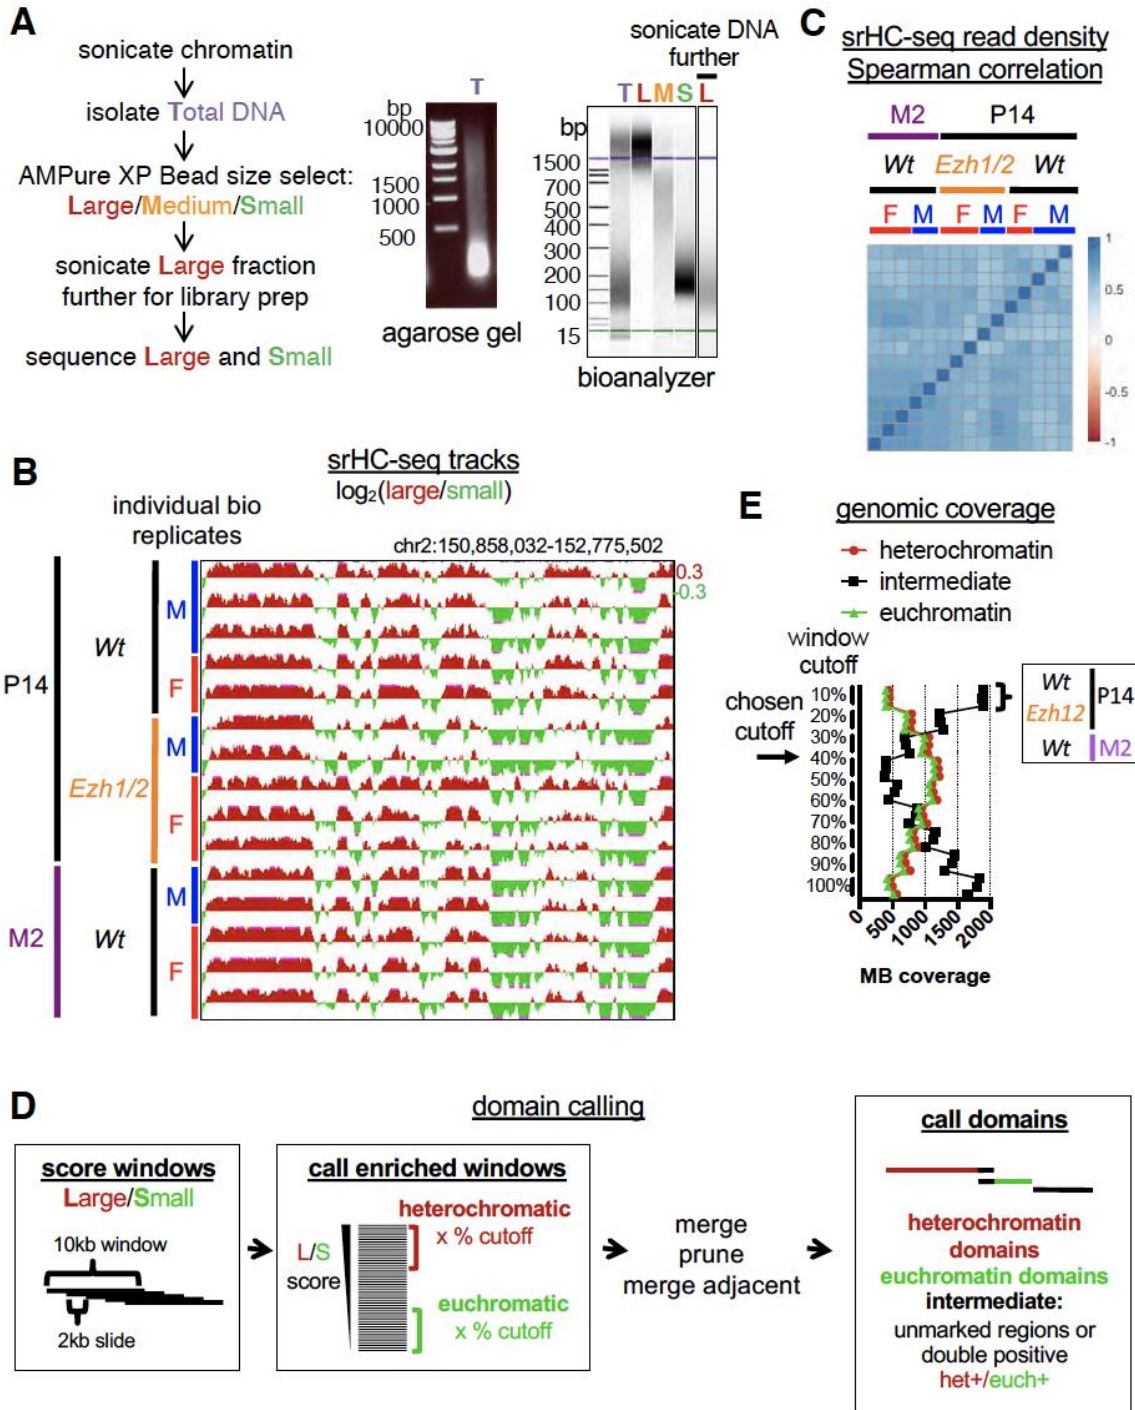 A
sonicate chromatin
isolate Total DNA
AMPure XP Bead size select:
Large/Medium/Small
sonicate Large fraction
further for library prep
sequence Large and Small
T
bp
10000
1500
1000
500
agarose gel
sonicate DNA
further
T L M S L
bp
1500
700
500
400
300
200
100
15
bioanalyzer
C
srHC-seq read density
Spearman correlation
M2 P14
Wt Ezh1/2 Wt
F M F M F M
1
0.5
0
-0.5
-1
B
srHC-seq tracks
log₂(large/small)
individual bio
replicates
chr2:150,858,032-152,775,502
0.3
-0.3
P14
Wt
M
F
Ezh1/2
M
F
M2
Wt
M
F
E
genomic coverage
heterochromatin
intermediate
euchromatin
window
cutoff
chosen
cutoff
10%
20%
30%
40%
50%
60%
70%
80%
90%
100%
0 500 1000 1500 2000
MB coverage
Wt
Ezh12
P14
Wt M2
D
domain calling
score windows
Large/Small
10kb window
2kb slide
call enriched windows
heterochromatic
x % cutoff
L/S
score
euchromatic
x % cutoff
merge
prune
merge adjacent
call domains
heterochromatin
domains
euchromatin domains
intermediate:
unmarked regions or
double positive
het+/euch+